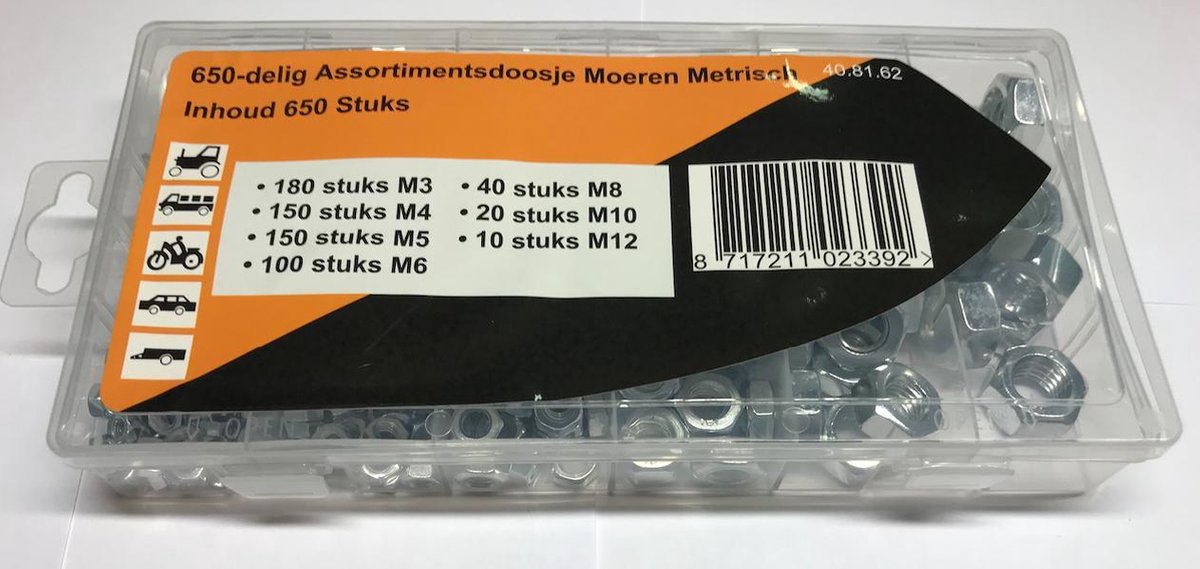 650-delig Assortimentsdoosje Moeren Metrisch 40.81.62
Inhoud 650 Stuks
• 180 stuks M3
• 150 stuks M4
• 150 stuks M5
• 100 stuks M6
• 40 stuks M8
• 20 stuks M10
• 10 stuks M12
8 717211 023392 >
OPEN